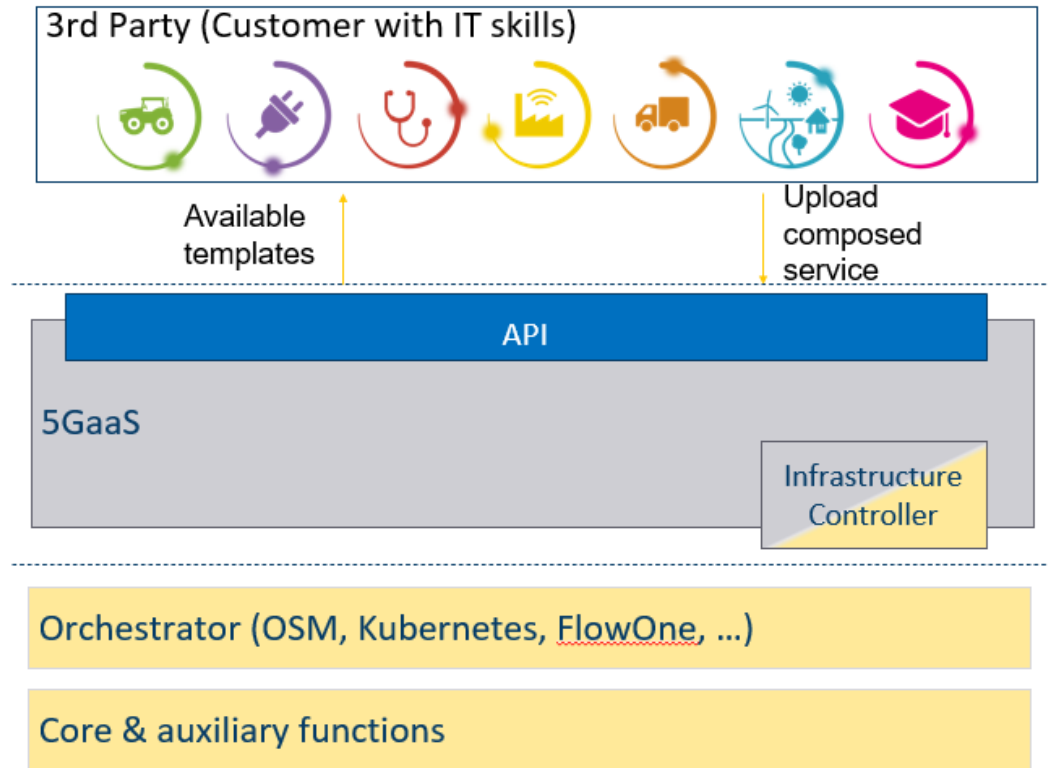 3rd Party (Customer with IT skills)
Available
templates
Upload
composed
service
API
5GaaS
Infrastructure
Controller
Orchestrator (OSM, Kubernetes, FlowOne, ...)
Core & auxiliary functions